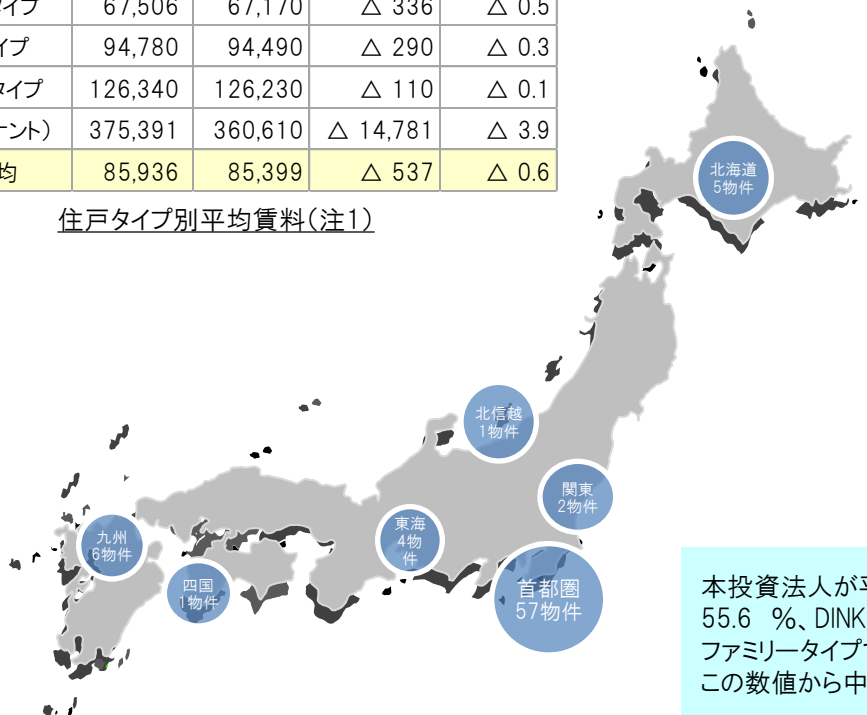 イプ 67,506 67,170 △ 336 △ 0.5
イプ 94,780 94,490 △ 290 △ 0.3
タイプ 126,340 126,230 △ 110 △ 0.1
ナント） 375,391 360,610 △ 14,781 △ 3.9
均 85,936 85,399 △ 537 △ 0.6
住戸タイプ別平均賃料（注1）
北海道
5物件
北信越
1物件
関東
2物件
東海
4物
件
九州
6物件
四国
1物件
首都圏
57物件
本投資法人が平
55.6 %、DINK
ファミリータイプ
この数値から中